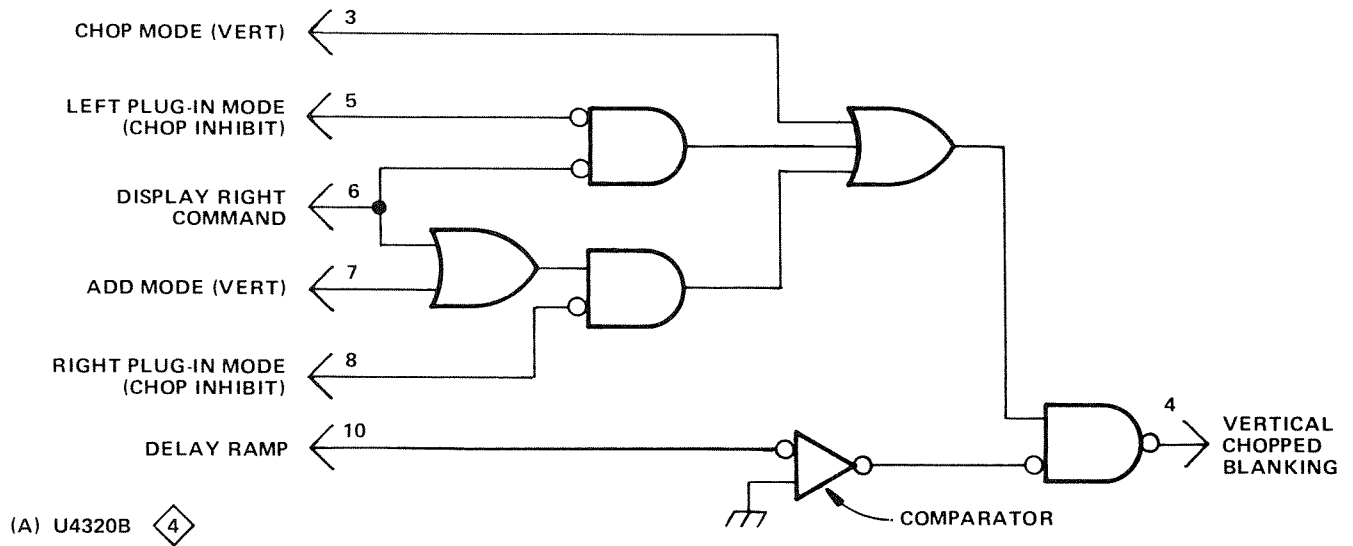 CHOP MODE (VERT)
3
LEFT PLUG-IN MODE
(CHOP INHIBIT)
5
DISPLAY RIGHT
COMMAND
6
ADD MODE (VERT)
7
RIGHT PLUG-IN MODE
(CHOP INHIBIT)
8
DELAY RAMP
10
4
VERTICAL
CHOPPED
BLANKING
COMPARATOR
(A) U4320B 4